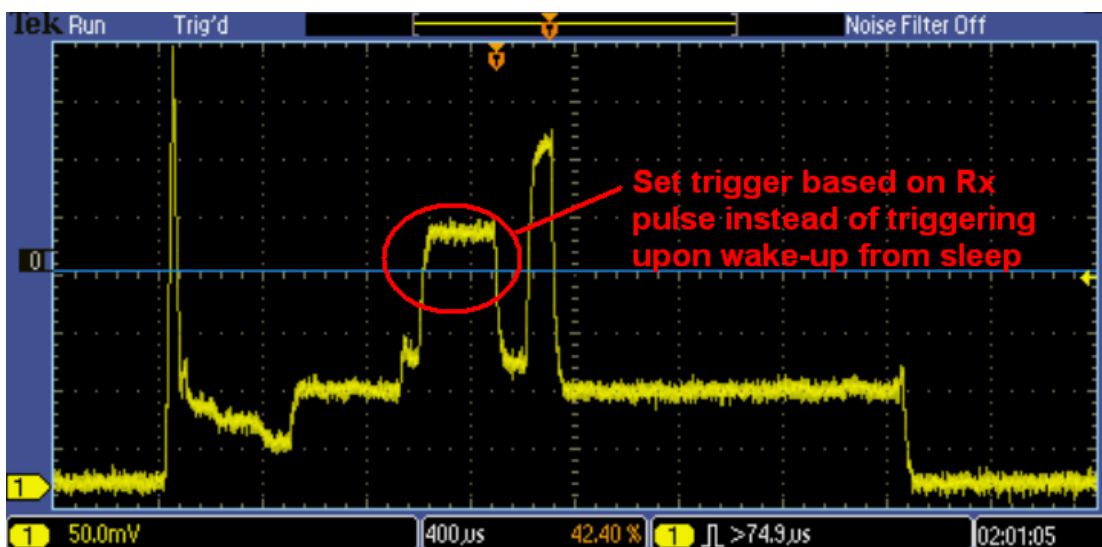 Tek Run Trig'd Noise Filter Off
T
T
Set trigger based on Rx
pulse instead of triggering
upon wake-up from sleep
0
1
1 50.0mV 400µs 42.40 % 1 >74.9µs 02:01:05